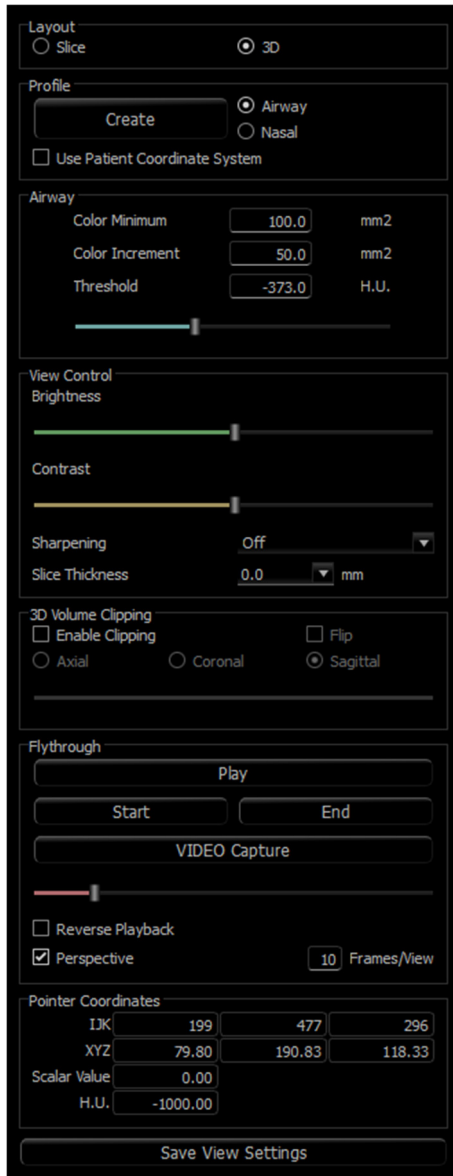 Layout
Slice 3D
Profile
Create
Airway
Nasal
Use Patient Coordinate System
Airway
Color Minimum 100.0 mm2
Color Increment 50.0 mm2
Threshold -373.0 H.U.
View Control
Brightness
Contrast
Sharpening Off
Slice Thickness 0.0 mm
3D Volume Clipping
Enable Clipping Flip
Axial Coronal Sagittal
Flythrough
Play
Start End
VIDEO Capture
Reverse Playback
Perspective 10 Frames/View
Pointer Coordinates
IJK 199 477 296
XYZ 79.80 190.83 118.33
Scalar Value 0.00
H.U. -1000.00
Save View Settings